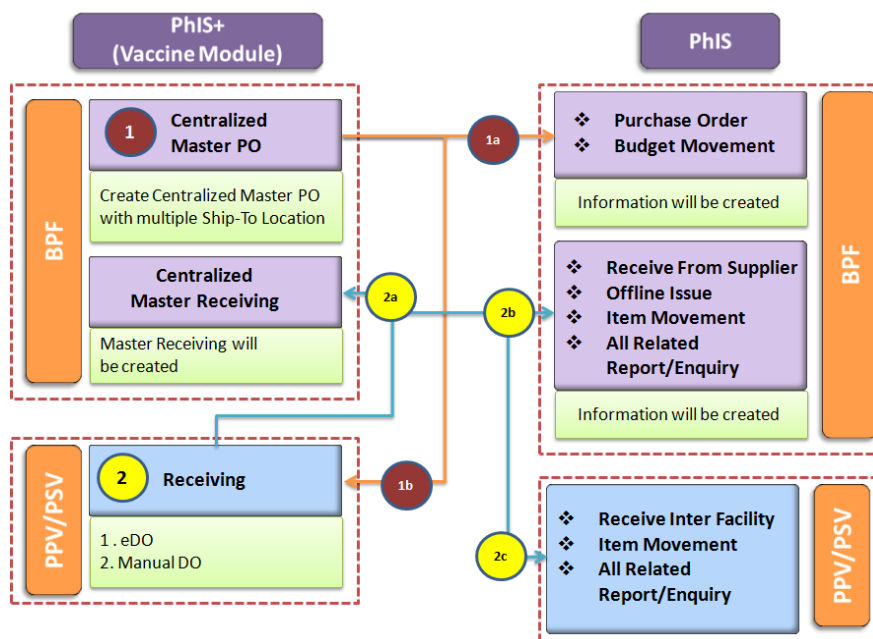 PhIS+
(Vaccine Module)
PhIS
BPF
1
Centralized
Master PO
Create Centralized Master PO
with multiple Ship-To Location
Centralized
Master Receiving
Master Receiving will
be created
1a
2a
2b
❖ Purchase Order
❖ Budget Movement
Information will be created
❖ Receive From Supplier
❖ Offline Issue
❖ Item Movement
❖ All Related
Report/Enquiry
Information will be created
BPF
PPV/PSV
2
Receiving
1 . eDO
2. Manual DO
1b
2c
❖ Receive Inter Facility
❖ Item Movement
❖ All Related
Report/Enquiry
PPV/PSV